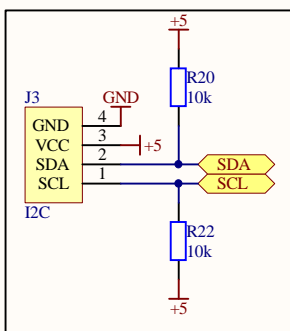 +5
R20
10k
J3
GND
GND 4
VCC 3
+5
SDA 2
SDA
SCL 1
SCL
I2C
R22
10k
+5